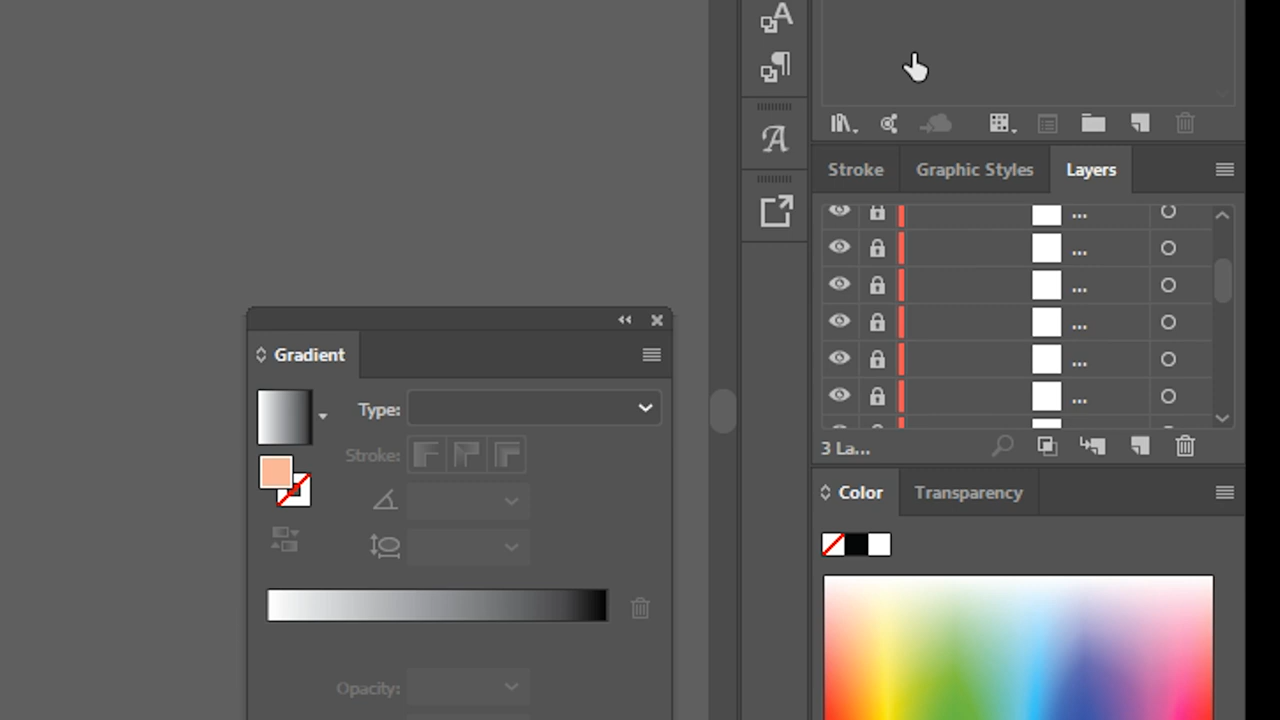 Stroke
Graphic Styles
Layers
...
...
...
...
...
...
3 La...
Gradient
Type:
Stroke:
Opacity:
Color
Transparency